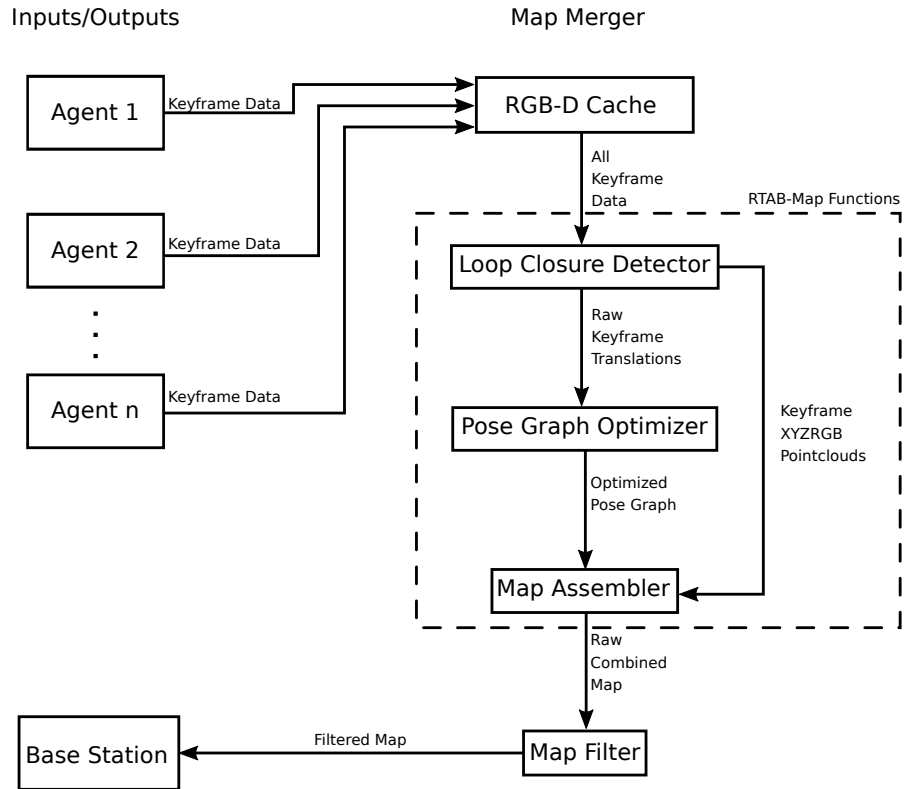 Inputs/Outputs
Map Merger
Agent 1
Keyframe Data
RGB-D Cache
All
Keyframe
Data
RTAB-Map Functions
Agent 2
Keyframe Data
Loop Closure Detector
Raw
Keyframe
Translations
Agent n
Keyframe Data
Pose Graph Optimizer
Keyframe
XYZRGB
Pointclouds
Optimized
Pose Graph
Map Assembler
Raw
Combined
Map
Base Station
Filtered Map
Map Filter